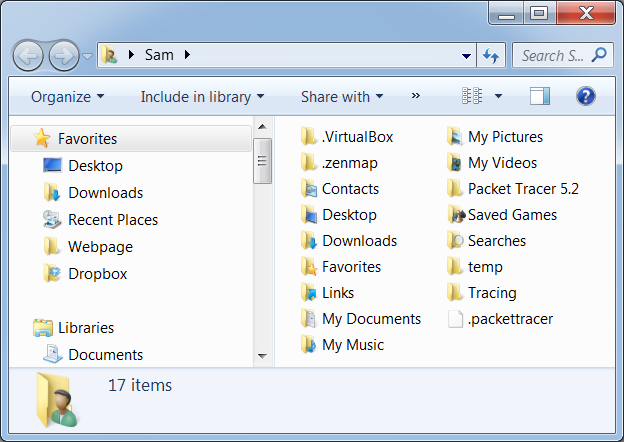 Sam
Search S...
Organize
Include in library
Share with
»
Favorites
Desktop
Downloads
Recent Places
Webpage
Dropbox
Libraries
Documents
.VirtualBox
.zenmap
Contacts
Desktop
Downloads
Favorites
Links
My Documents
My Music
My Pictures
My Videos
Packet Tracer 5.2
Saved Games
Searches
temp
Tracing
.packettracer
17 items